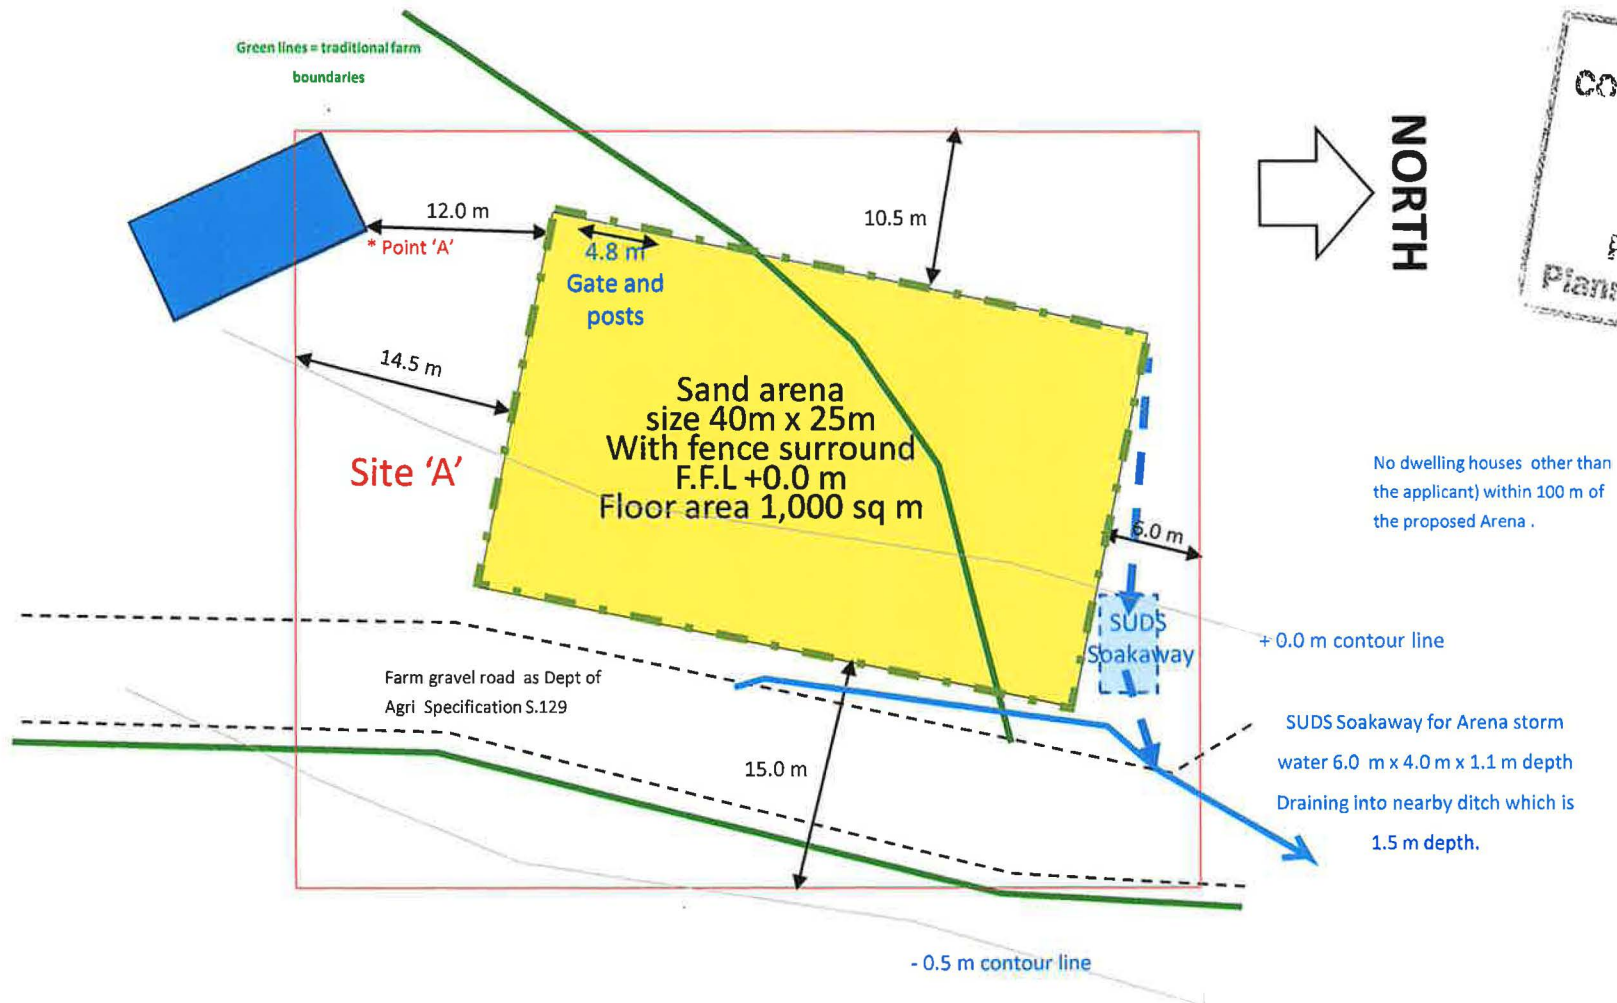 Green lines = traditional farm
boundaries
12.0 m
* Point ‘A’
4.8 m
Gate and
posts
10.5 m
NORTH
14.5 m
Sand arena
size 40m x 25m
With fence surround
F.F.L +0.0 m
Floor area 1,000 sq m
Site ‘A’
No dwelling houses other than
the applicant) within 100 m of
the proposed Arena .
6.0 m
SUDS
Soakaway
+ 0.0 m contour line
Farm gravel road as Dept of
Agri Specification S.129
15.0 m
SUDS Soakaway for Arena storm
water 6.0 m x 4.0 m x 1.1 m depth
Draining into nearby ditch which is
1.5 m depth.
- 0.5 m contour line